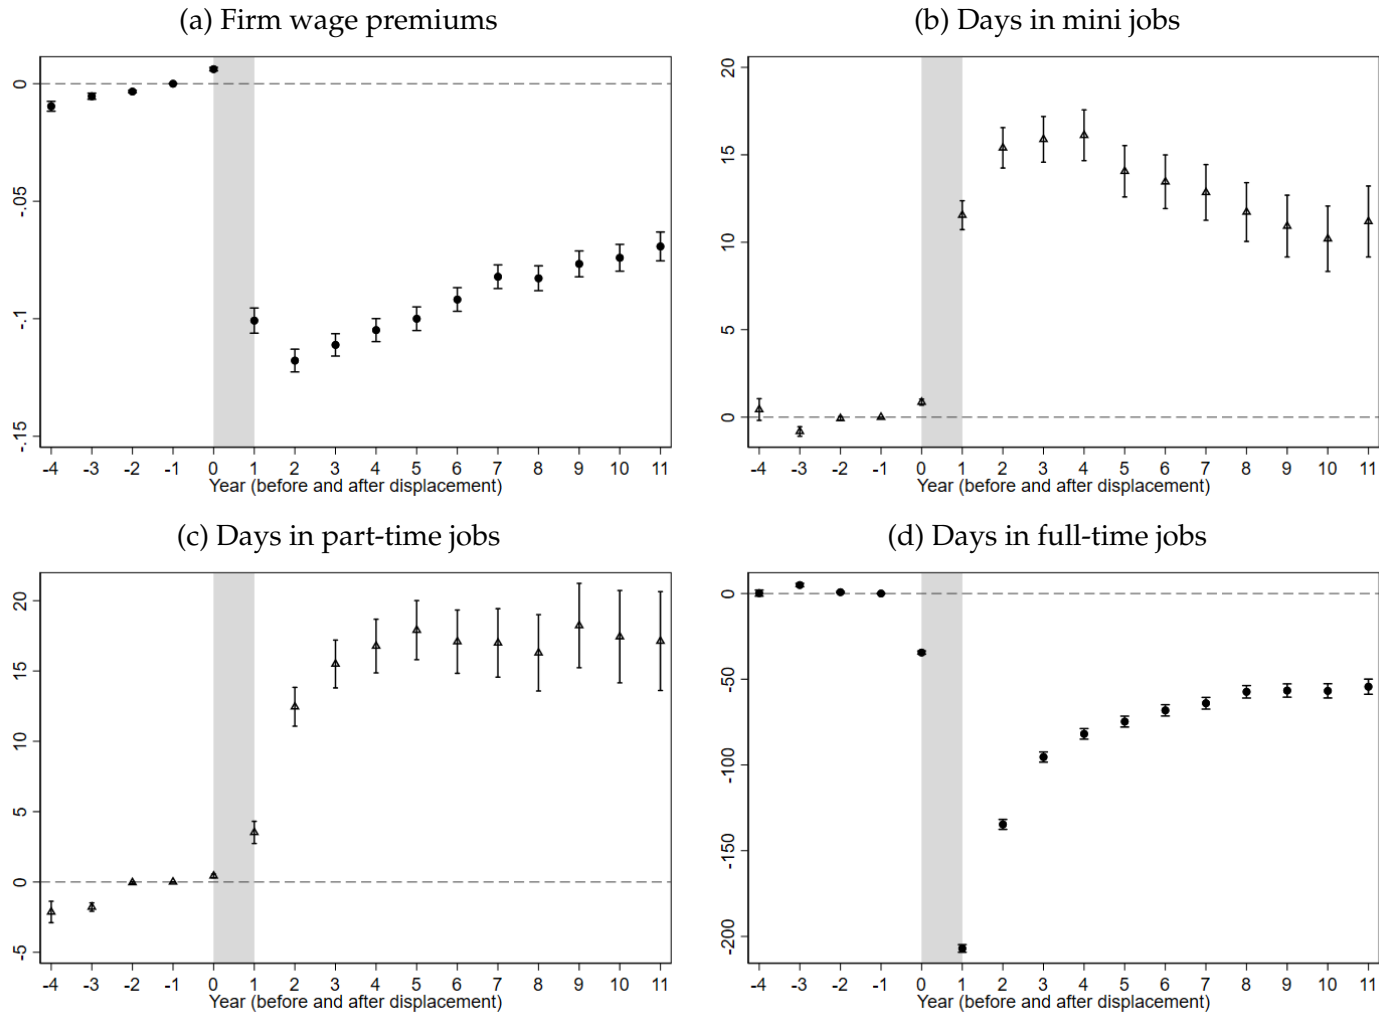 (a) Firm wage premiums
0
-.05
-.1
-.15
-4 -3 -2 -1 0 1 2 3 4 5 6 7 8 9 10 11
Year (before and after displacement)
(b) Days in mini jobs
20
15
10
5
0
-4 -3 -2 -1 0 1 2 3 4 5 6 7 8 9 10 11
Year (before and after displacement)
(c) Days in part-time jobs
20
15
10
5
0
-5
-4 -3 -2 -1 0 1 2 3 4 5 6 7 8 9 10 11
Year (before and after displacement)
(d) Days in full-time jobs
0
-50
-100
-150
-200
-4 -3 -2 -1 0 1 2 3 4 5 6 7 8 9 10 11
Year (before and after displacement)